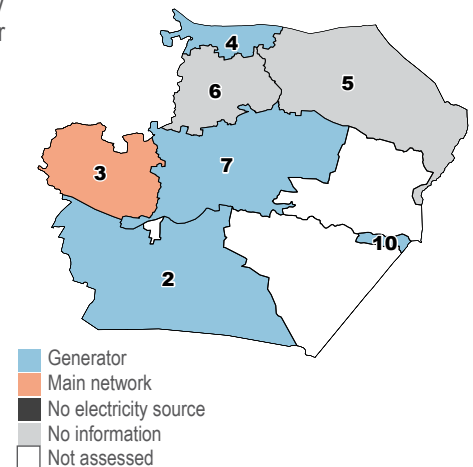 4
5
6
7
3
10
2
Generator
Main network
No electricity source
No information
Not assessed